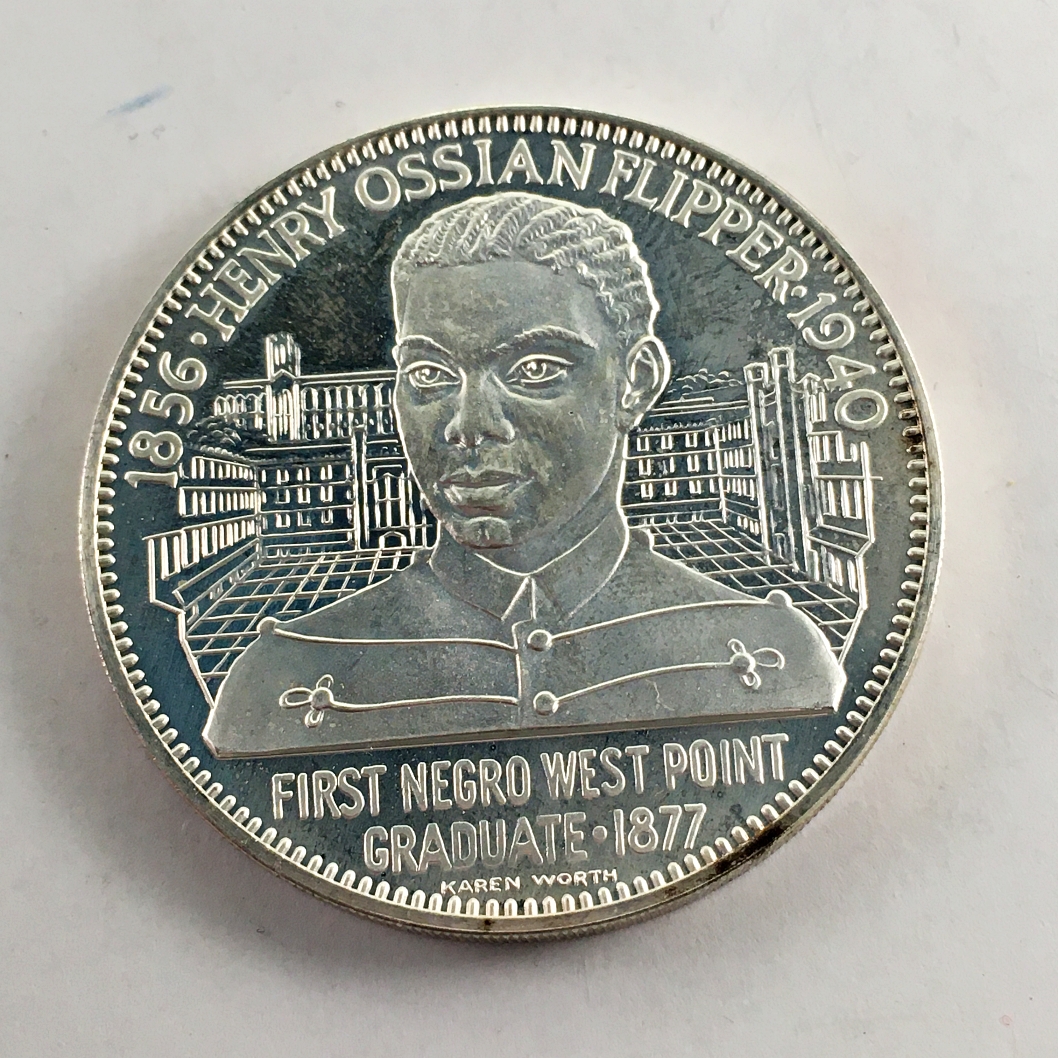 1856 · HENRY OSSIAN FLIPPER · 1940
FIRST NEGRO WEST POINT
GRADUATE · 1877
KAREN WORTH